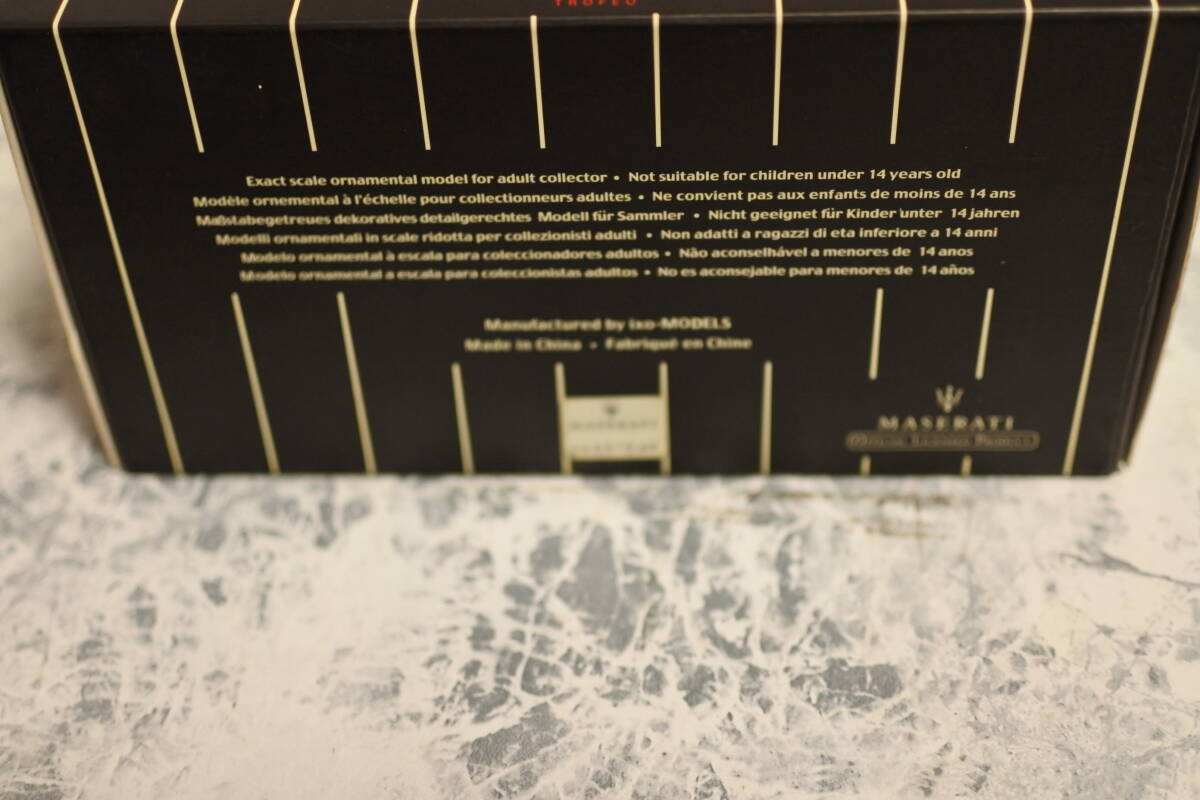 TROFEO
Exact scale ornamental model for adult collector • Not suitable for children under 14 years old
Modèle ornemental à l'échelle pour collectionneurs adultes • Ne convient pas aux enfants de moins de 14 ans
Maßstabegetreues dekoratives detailgerechtes Modell für Sammler • Nicht geeignet für Kinder unter 14 jahren
Modelli ornamentali in scale ridotta per collezionisti adulti • Non adatti a ragazzi di eta inferiore a 14 anni
Modelo ornamental à escala para coleccionadores adultos • Não aconselhável a menores de 14 anos
Modelo ornamental a escala para coleccionistas adultos • No es aconsejable para menores de 14 años
Manufactured by ixo-MODELS
Made in China - Fabriqué en Chine
MASERATI
MASERATI
Official Licensed Product